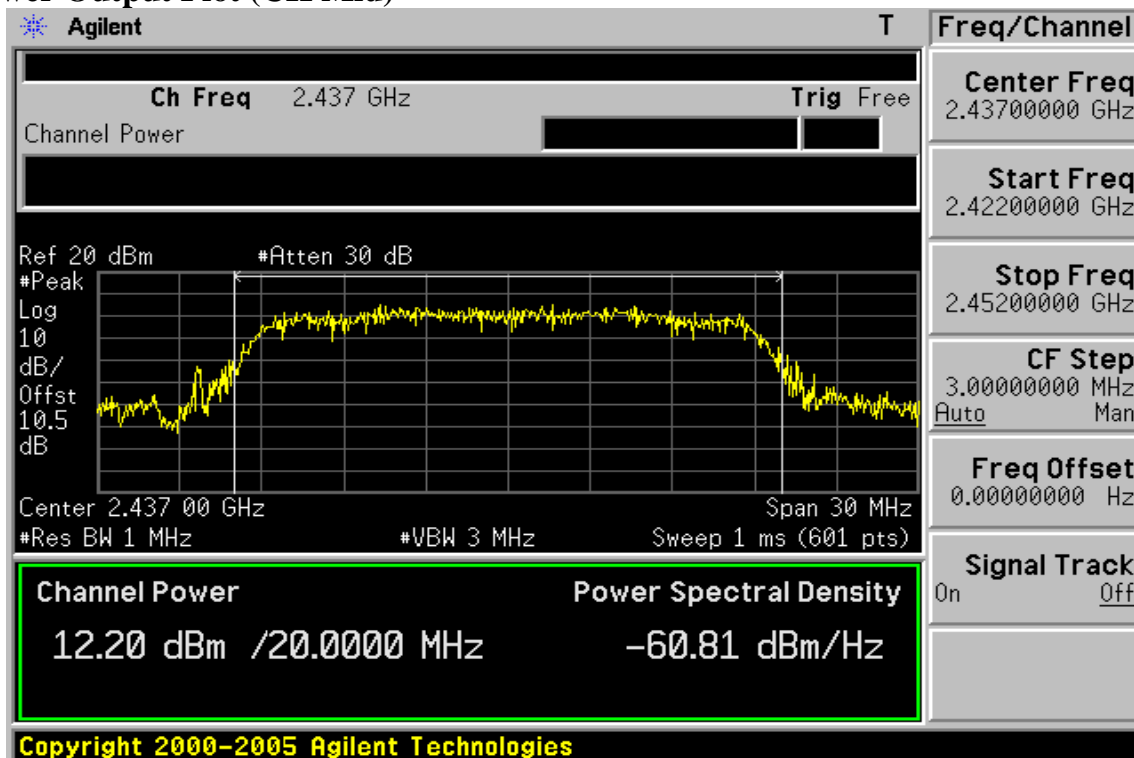 Output Plot (CH Mid)
Agilent T
Freq/Channel
Ch Freq 2.437 GHz Trig Free
Channel Power
Center Freq
2.43700000 GHz
Start Freq
2.42200000 GHz
Stop Freq
2.45200000 GHz
CF Step
3.00000000 MHz
Auto Man
Freq Offset
0.00000000 Hz
Signal Track
On Off
Ref 20 dBm #Atten 30 dB
#Peak
Log
10
dB/
Offst
10.5
dB
Center 2.437 00 GHz Span 30 MHz
#Res BW 1 MHz #VBW 3 MHz Sweep 1 ms (601 pts)
Channel Power Power Spectral Density
12.20 dBm /20.0000 MHz -60.81 dBm/Hz
Copyright 2000-2005 Agilent Technologies